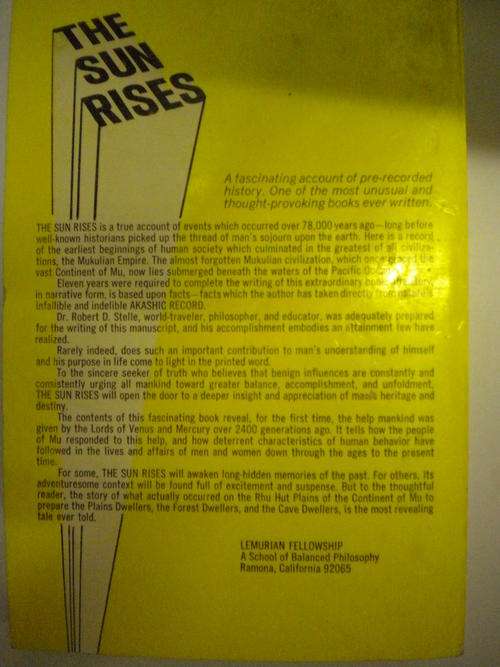 THE
SUN
RISES
A fascinating account of pre-recorded
history. One of the most unusual and
thought-provoking books ever written.
THE SUN RISES is a true account of events which occurred over 78,000 years ago—long before
well-known historians picked up the thread of man's sojourn upon the earth. Here is a record
of the earliest beginnings of human society which culminated in the greatest of all civiliza-
tions, the Mukulian Empire. The almost forgotten Mukulian civilization, which once graced the
vast Continent of Mu, now lies submerged beneath the waters of the Pacific
Eleven years were required to complete the writing of this extraordinary
in narrative form, is based upon facts—facts which the author has taken directly from nature's
infallible and indelible AKASHIC RECORD.
Dr. Robert D. Stelle, world-traveler, philosopher, and educator, was adequately prepared
for the writing of this manuscript, and his accomplishment embodies an attainment few have
realized.
Rarely indeed, does such an important contribution to man's understanding of himself
and his purpose in life come to light in the printed word.
To the sincere seeker of truth who believes that benign influences are constantly and
consistently urging all mankind toward greater balance, accomplishment, and unfoldment,
THE SUN RISES will open the door to a deeper insight and appreciation of man's heritage and
destiny.
The contents of this fascinating book reveal, for the first time, the help mankind was
given by the Lords of Venus and Mercury over 2400 generations ago. It tells how the people
of Mu responded to this help, and how deterrent characteristics of human behavior have
followed in the lives and affairs of men and women down through the ages to the present
time.
For some, THE SUN RISES will awaken long-hidden memories of the past. For others, its
adventuresome context will be found full of excitement and suspense. But to the thoughtful
reader, the story of what actually occurred on the Rhu Hut Plains of the Continent of Mu to
prepare the Plains Dwellers, the Forest Dwellers, and the Cave Dwellers, is the most revealing
tale ever told.
LEMURIAN FELLOWSHIP
A School of Balanced Philosophy
Ramona, California 92065